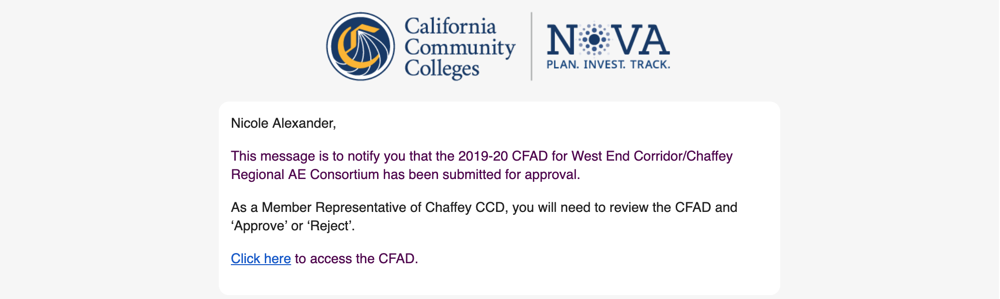 California
Community
Colleges
NOVA
PLAN. INVEST. TRACK.
Nicole Alexander,
This message is to notify you that the 2019-20 CFAD for West End Corridor/Chaffey
Regional AE Consortium has been submitted for approval.
As a Member Representative of Chaffey CCD, you will need to review the CFAD and
‘Approve’ or ‘Reject’.
Click here to access the CFAD.